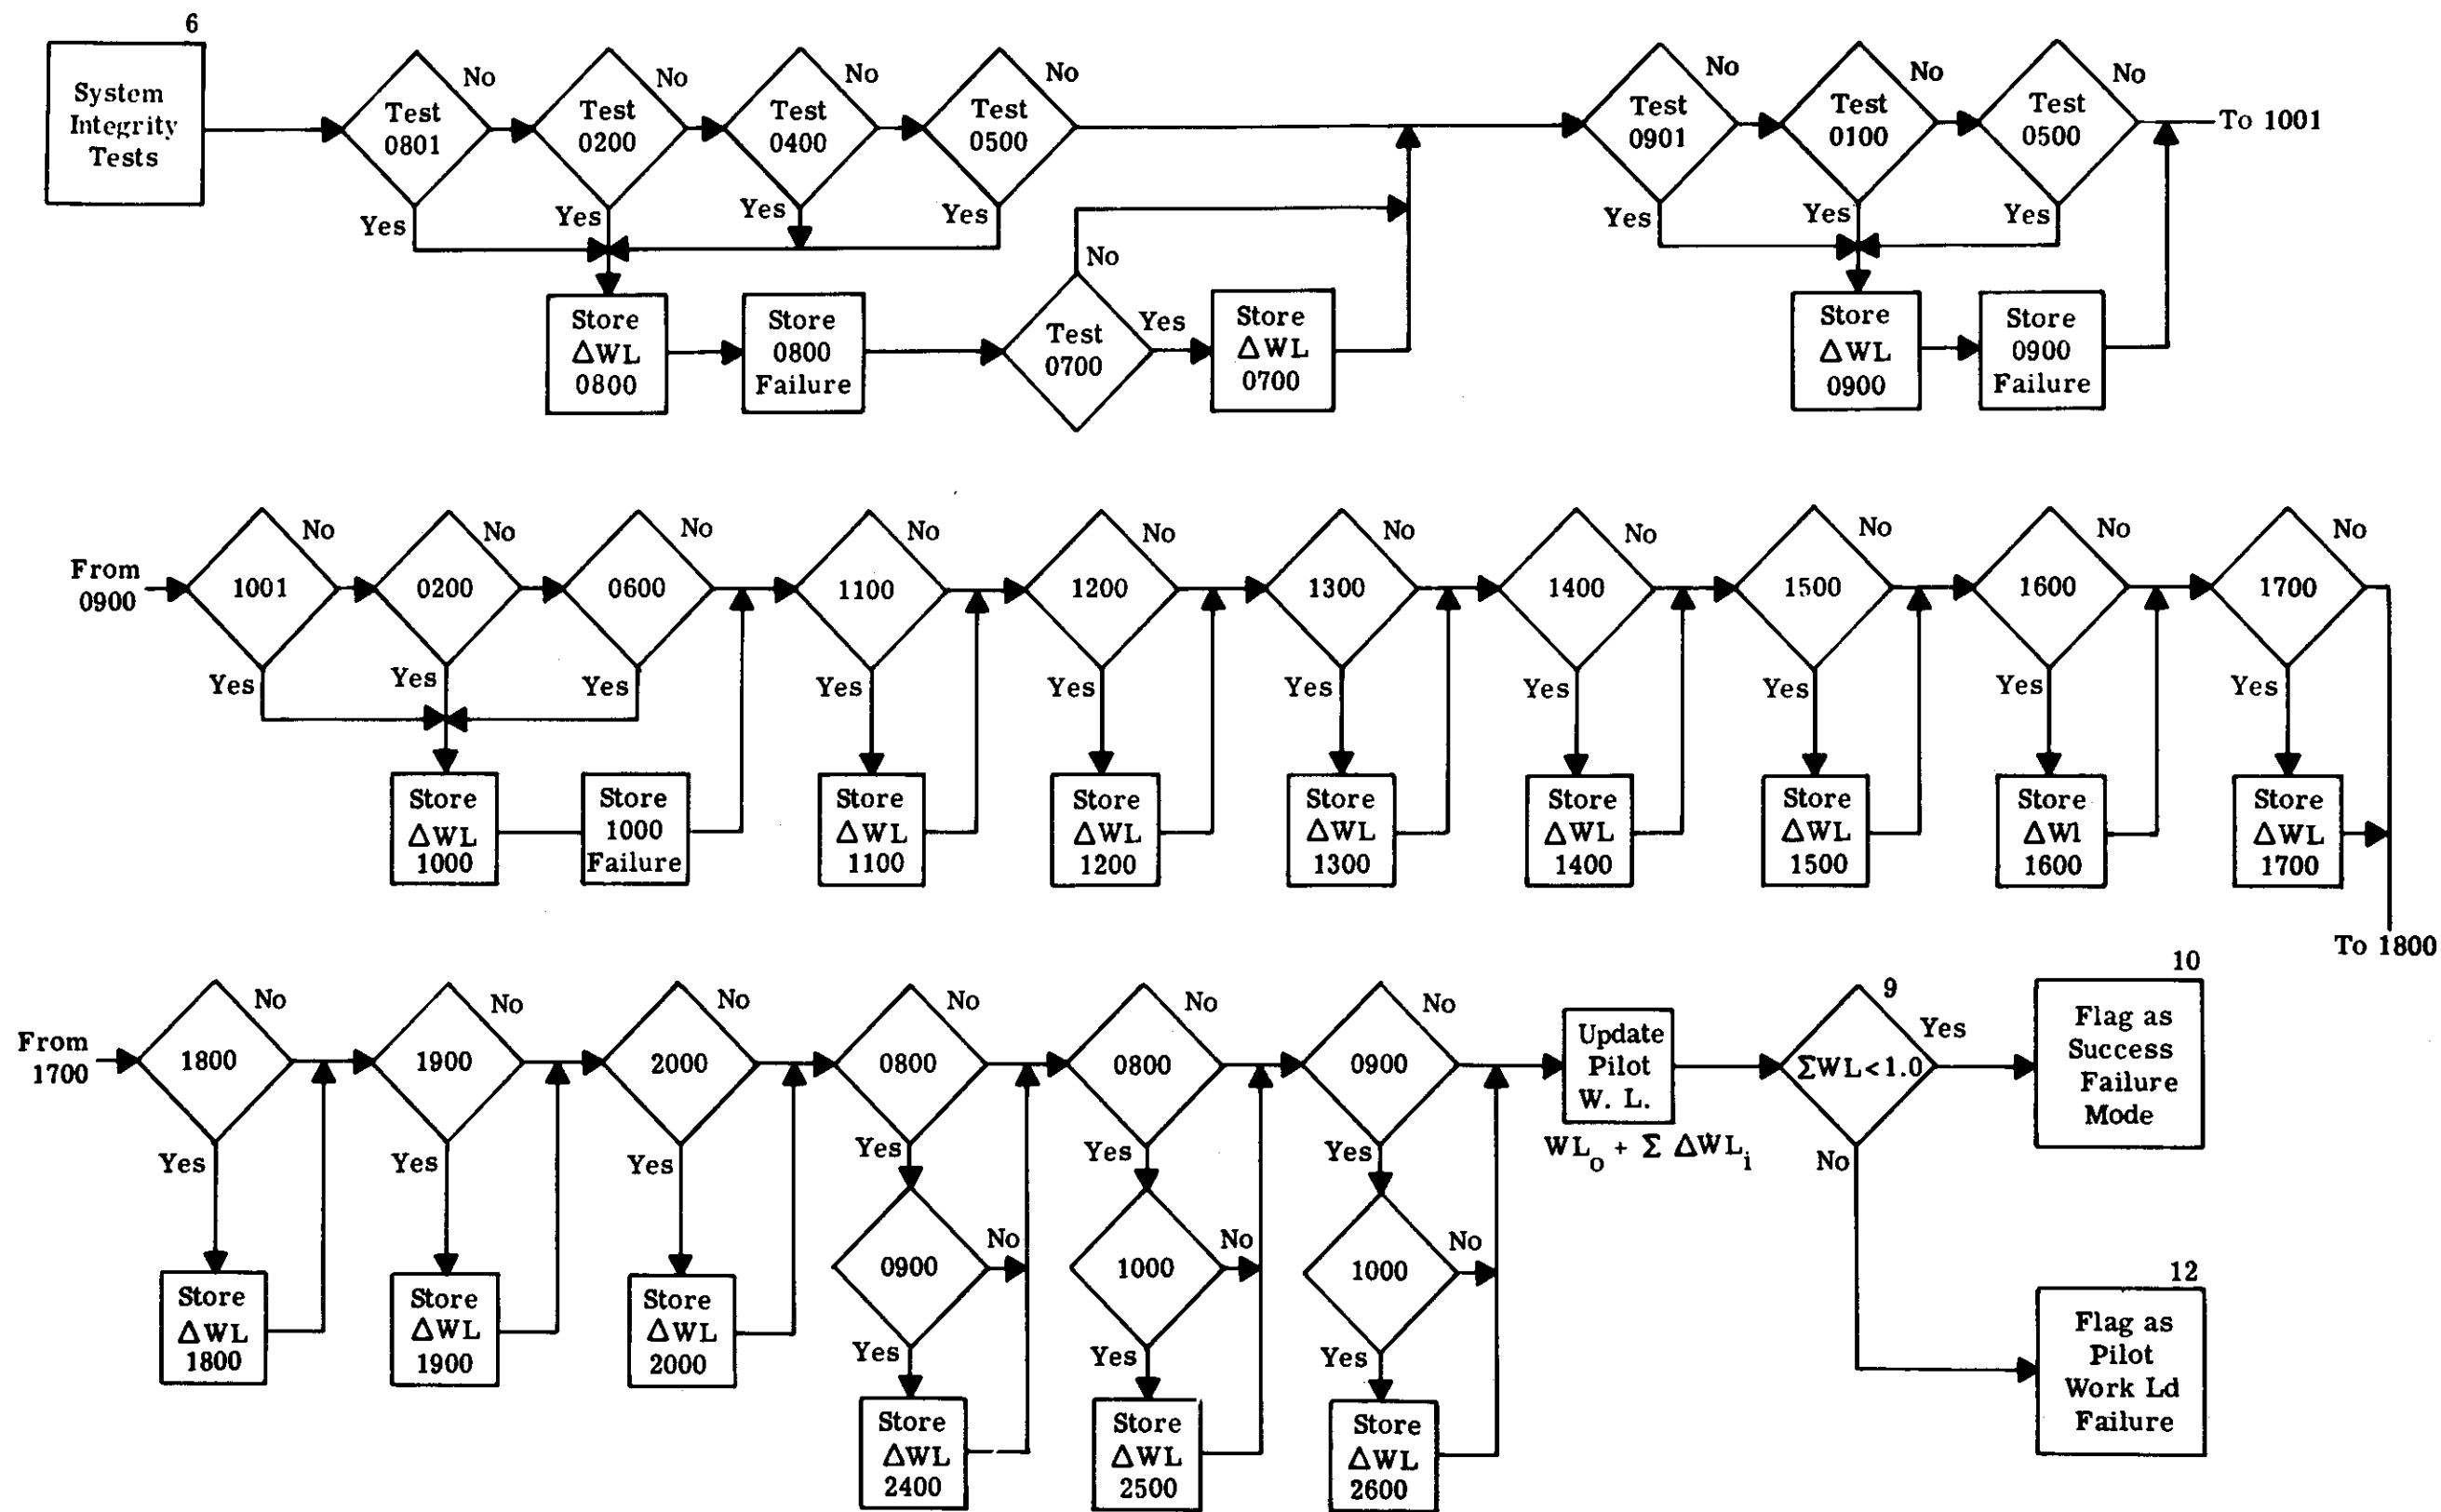 6
System
Integrity
Tests
Test
0801
No
Yes
Test
0200
No
Yes
Test
0400
No
Yes
Test
0500
No
Yes
Store
ΔWL
0800
Store
0800
Failure
Test
0700
No
Yes
Store
ΔWL
0700
Test
0901
No
Yes
Test
0100
No
Yes
Test
0500
No
Yes
To 1001
Store
ΔWL
0900
Store
0900
Failure
From
0900
1001
No
Yes
0200
No
Yes
0600
No
Yes
Store
ΔWL
1000
Store
1000
Failure
1100
No
Yes
Store
ΔWL
1100
1200
No
Yes
Store
ΔWL
1200
1300
No
Yes
Store
ΔWL
1300
1400
No
Yes
Store
ΔWL
1400
1500
No
Yes
Store
ΔWL
1500
1600
No
Yes
Store
ΔWl
1600
1700
No
Yes
Store
ΔWL
1700
To 1800
From
1700
1800
No
Yes
Store
ΔWL
1800
1900
No
Yes
Store
ΔWL
1900
2000
No
Yes
Store
ΔWL
2000
0800
No
Yes
0900
No
Yes
Store
ΔWL
2400
0800
No
Yes
1000
No
Yes
Store
ΔWL
2500
0900
No
Yes
1000
No
Yes
Store
ΔWL
2600
Update
Pilot
W. L.
WLo + Σ ΔWLi
9
ΣWL<1.0
Yes
No
10
Flag as
Success
Failure
Mode
12
Flag as
Pilot
Work Ld
Failure